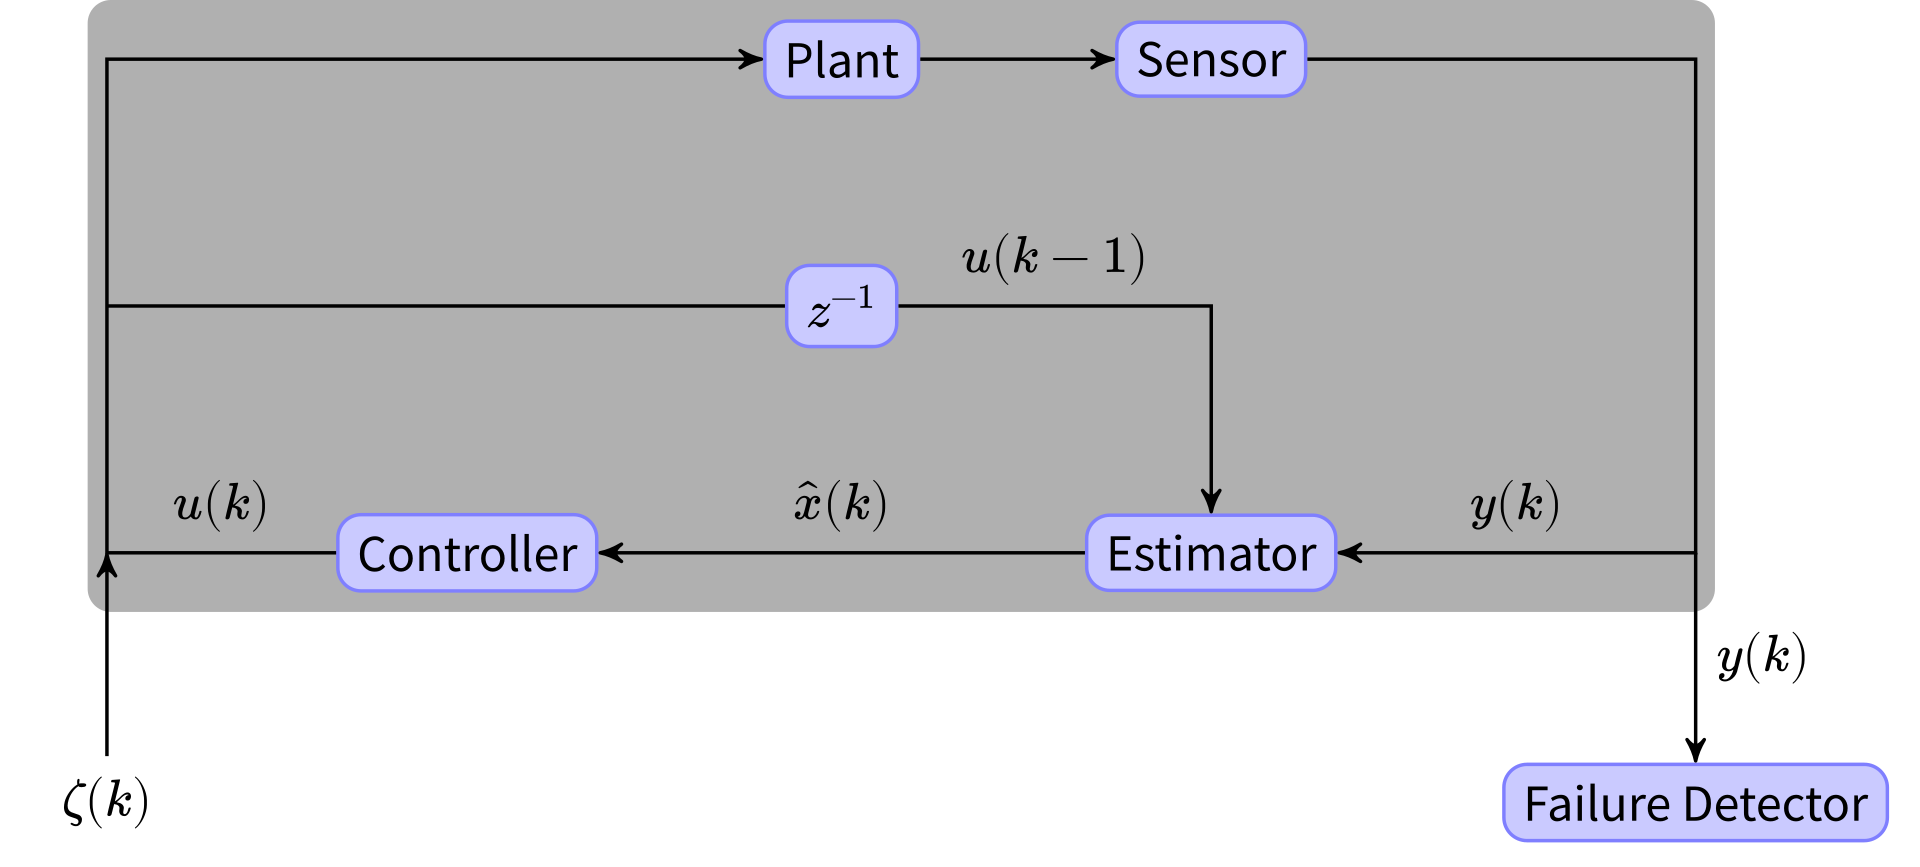 Plant
Sensor
u(k − 1)
z⁻¹
u(k)
x̂(k)
y(k)
Controller
Estimator
y(k)
ζ(k)
Failure Detector